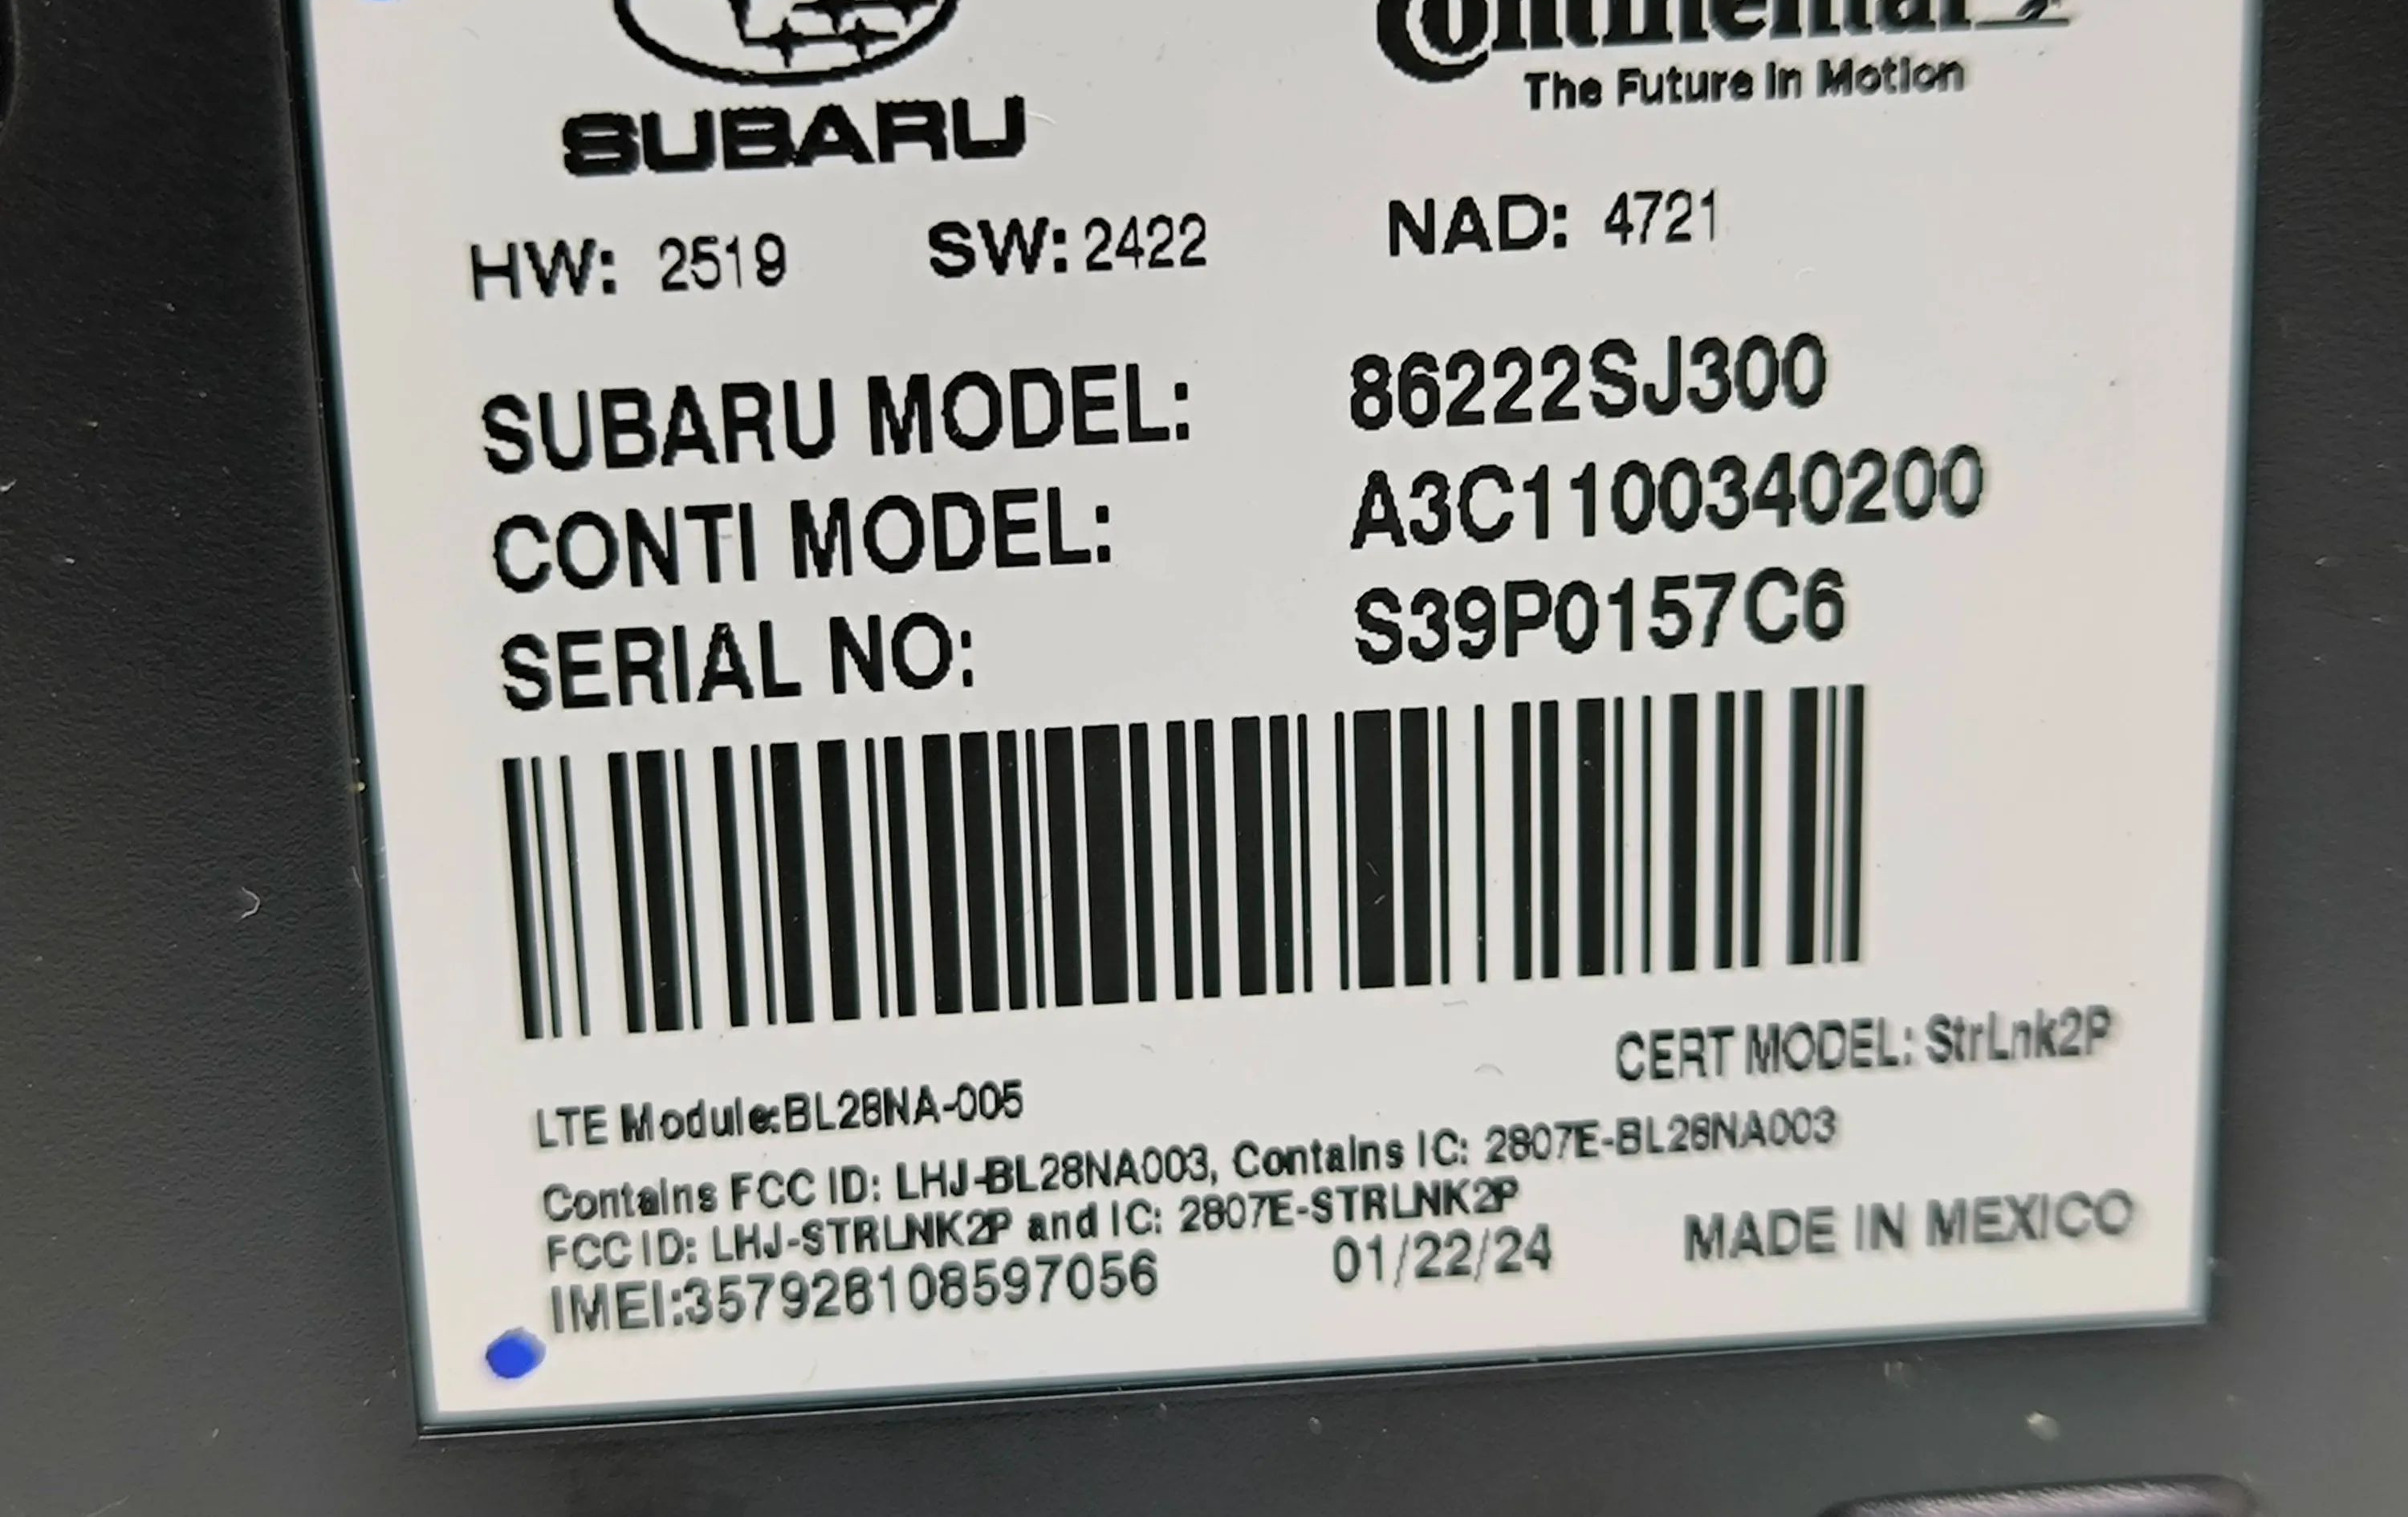 Continental
SUBARU
The Future in Motion
HW: 2519 SW: 2422 NAD: 4721
SUBARU MODEL: 86222SJ300
CONTI MODEL: A3C1100340200
SERIAL NO: S39P0157C6
CERT MODEL: StrLnk2P
LTE Module:BL28NA-005
Contains FCC ID: LHJ-BL28NA003, Contains IC: 2807E-BL28NA003
FCC ID: LHJ-STRLNK2P and IC: 2807E-STRLNK2P
IMEI:357928108597056 01/22/24 MADE IN MEXICO